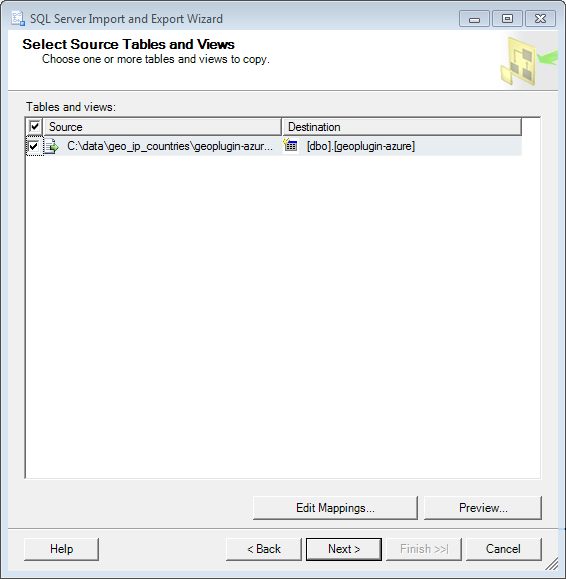 SQL Server Import and Export Wizard
Select Source Tables and Views
Choose one or more tables and views to copy.
Tables and views:
Source Destination
C:\data\geo_ip_countries\geoplugin-azur... [dbo].[geoplugin-azure]
Edit Mappings... Preview...
Help < Back Next > Finish >>| Cancel